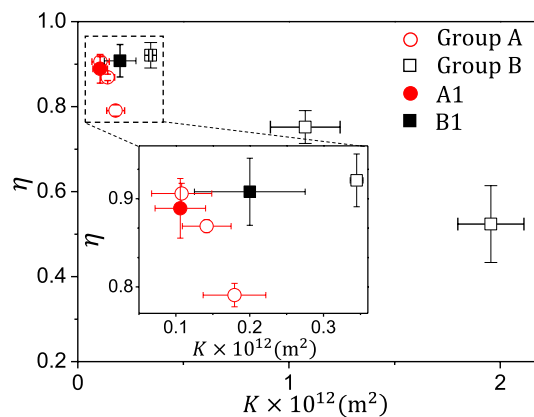 1.0
0.8
0.6
0.4
0.2
η
0
1
2
K × 10¹²(m²)
Group A
Group B
A1
B1
0.9
0.8
η
0.1
0.2
0.3
K × 10¹²(m²)